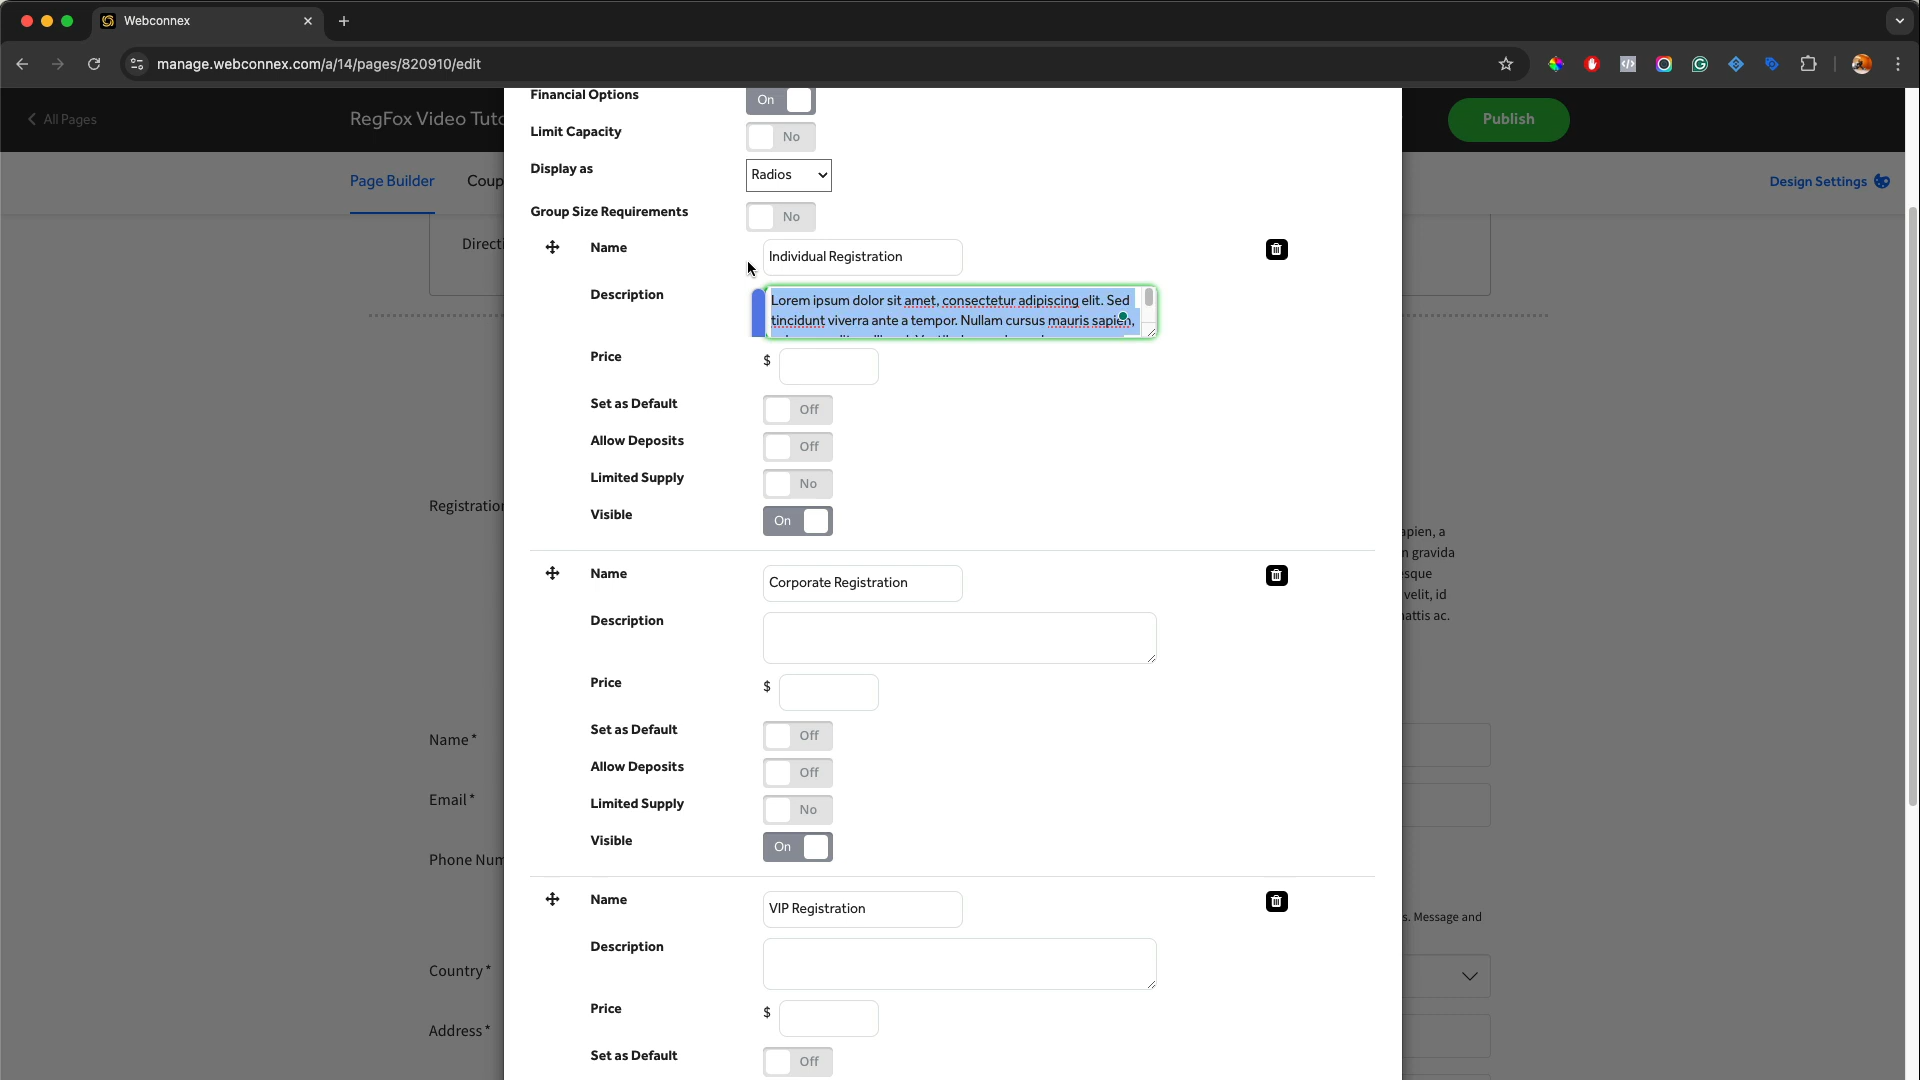 Webconnex
manage.webconnex.com/a/14/pages/820910/edit
All Pages
RegFox Video Tuto
Publish
Page Builder
Coup
Design Settings
Financial Options
On
Limit Capacity
No
Display as
Radios
Group Size Requirements
No
Directi
Name
Individual Registration
Description
Lorem ipsum dolor sit amet, consectetur adipiscing elit. Sed
tincidunt viverra ante a tempor. Nullam cursus mauris sapien,
Price
$
Set as Default
Off
Allow Deposits
Off
Limited Supply
No
Visible
On
Registration
apien, a
n gravida
esque
velit, id
nattis ac.
Name
Corporate Registration
Description
Price
$
Set as Default
Off
Allow Deposits
Off
Limited Supply
No
Visible
On
Name*
Email*
Phone Num
Name
VIP Registration
s. Message and
Description
Country*
Price
$
Address*
Set as Default
Off